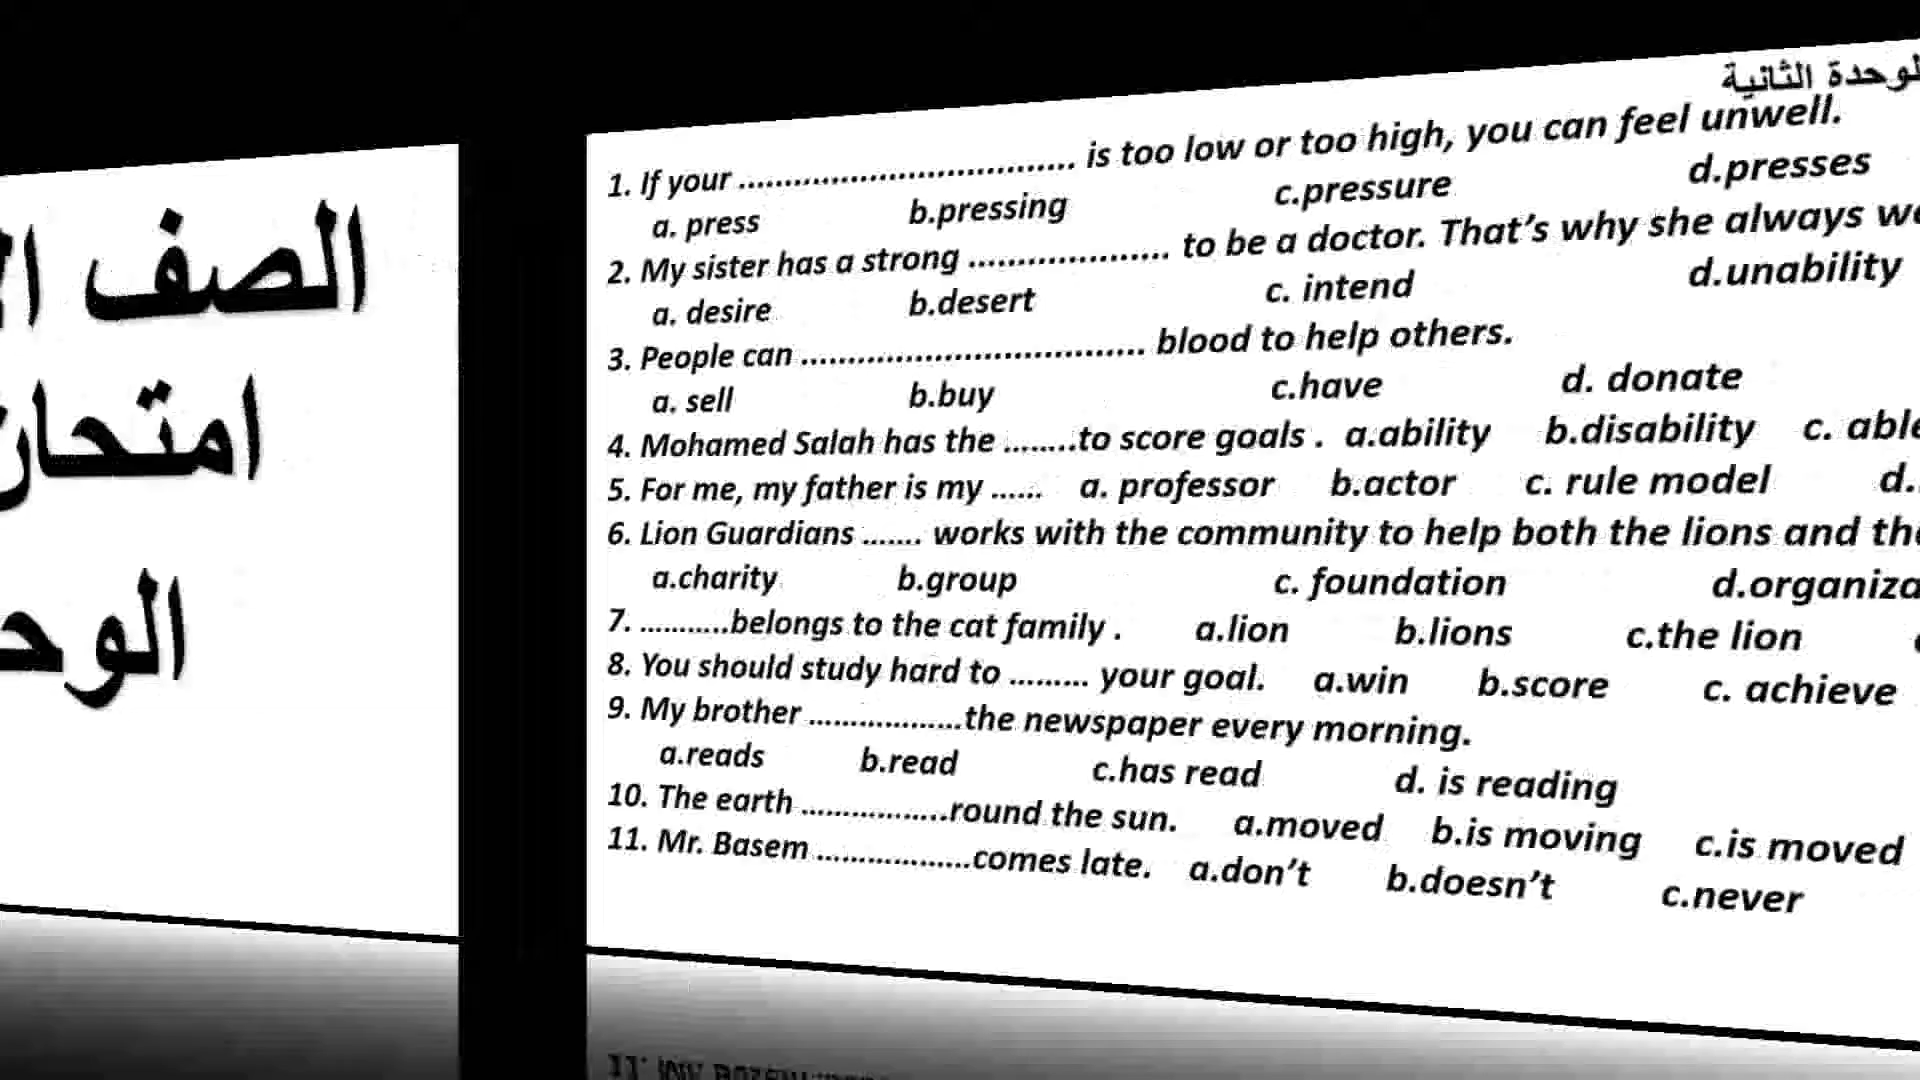 الصف
امتحان
الوحدة الثانية
1. If your .................................... is too low or too high, you can feel unwell.
a. press b.pressing c.pressure d.presses
2. My sister has a strong ..................... to be a doctor. That's why she always
a. desire b.desert c. intend d.unability
3. People can .................................... blood to help others.
a. sell b.buy c.have d. donate
4. Mohamed Salah has the ........to score goals . a.ability b.disability c.
5. For me, my father is my ...... a. professor b.actor c. rule model d.
6. Lion Guardians ....... works with the community to help both the lions and
a.charity b.group c. foundation
7. ...........belongs to the cat family . a.lion b.lions c.the lion
8. You should study hard to ......... your goal. a.win b.score c. achieve
9. My brother ..................the newspaper every morning.
a.reads b.read c.has read d. is reading
10. The earth .................round the sun. a.moved b.is moving c.is moved
11. Mr. Basem ..................comes late. a.don't b.doesn't c.never